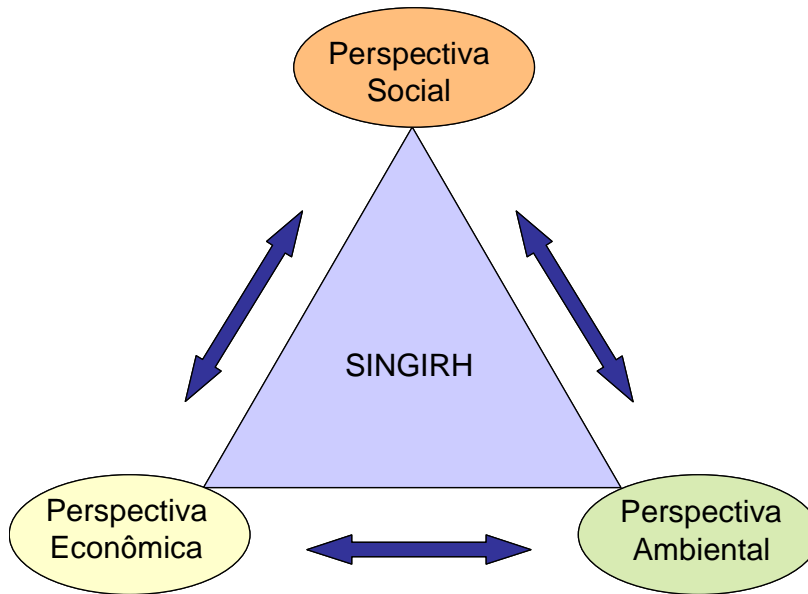 Perspectiva
Social
SINGIRH
Perspectiva
Econômica
Perspectiva
Ambiental